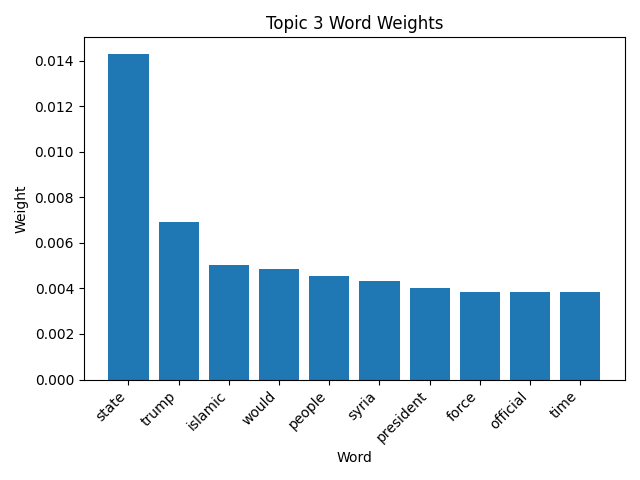 Topic 3 Word Weights
Weight
0.014
0.012
0.010
0.008
0.006
0.004
0.002
0.000
state
trump
islamic
would
people
syria
president
force
official
time
Word